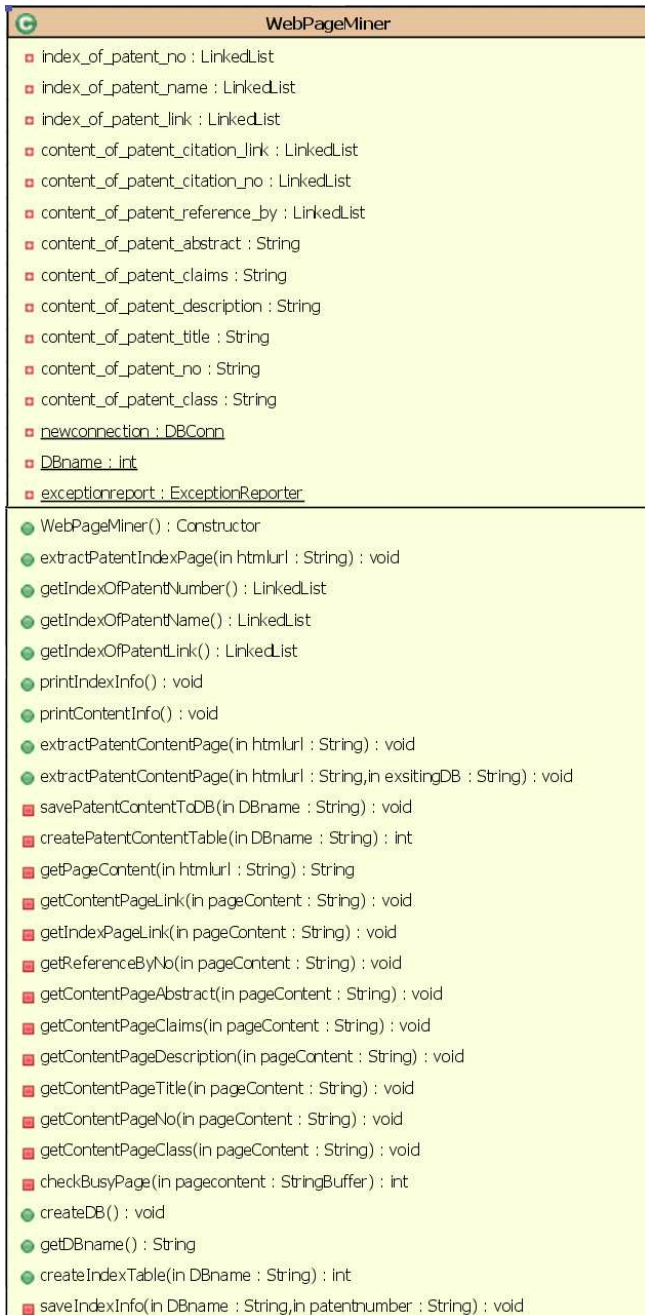 C WebPageMiner
index_of_patent_no : LinkedList
index_of_patent_name : LinkedList
index_of_patent_link : LinkedList
content_of_patent_citation_link : LinkedList
content_of_patent_citation_no : LinkedList
content_of_patent_reference_by : LinkedList
content_of_patent_abstract : String
content_of_patent_claims : String
content_of_patent_description : String
content_of_patent_title : String
content_of_patent_no : String
content_of_patent_class : String
newconnection : DBConn
DBname : int
exceptionreport : ExceptionReporter
WebPageMiner() : Constructor
extractPatentIndexPage(in htmlurl : String) : void
getIndexOfPatentNumber() : LinkedList
getIndexOfPatentName() : LinkedList
getIndexOfPatentLink() : LinkedList
printIndexInfo() : void
printContentInfo() : void
extractPatentContentPage(in htmlurl : String) : void
extractPatentContentPage(in htmlurl : String,in exsitingDB : String) : void
savePatentContentToDB(in DBname : String) : void
createPatentContentTable(in DBname : String) : int
getPageContent(in htmlurl : String) : String
getContentPageLink(in pageContent : String) : void
getIndexPageLink(in pageContent : String) : void
getReferenceByNo(in pageContent : String) : void
getContentPageAbstract(in pageContent : String) : void
getContentPageClaims(in pageContent : String) : void
getContentPageDescription(in pageContent : String) : void
getContentPageTitle(in pageContent : String) : void
getContentPageNo(in pageContent : String) : void
getContentPageClass(in pageContent : String) : void
checkBusyPage(in pagecontent : StringBuffer) : int
createDB() : void
getDBname() : String
createIndexTable(in DBname : String) : int
saveIndexInfo(in DBname : String,in patentnumber : String) : void